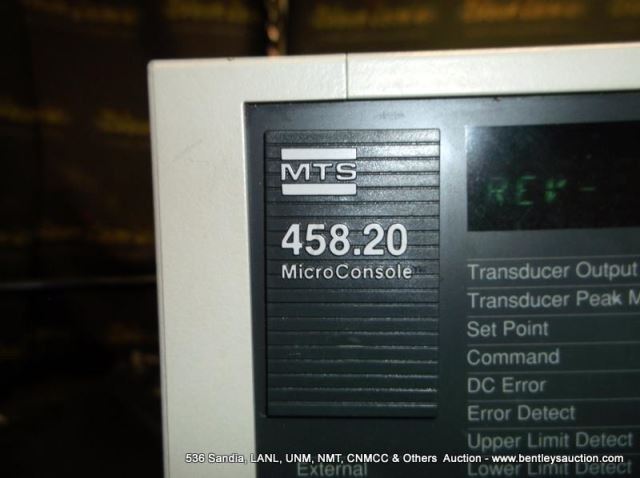 MTS
458.20
MicroConsole
Transducer Output
Transducer Peak M
Set Point
Command
DC Error
Error Detect
Upper Limit Detect
Lower Limit Detect
External
536 Sandia, LANL, UNM, NMT, CNMCC & Others Auction - www.bentleysauction.com